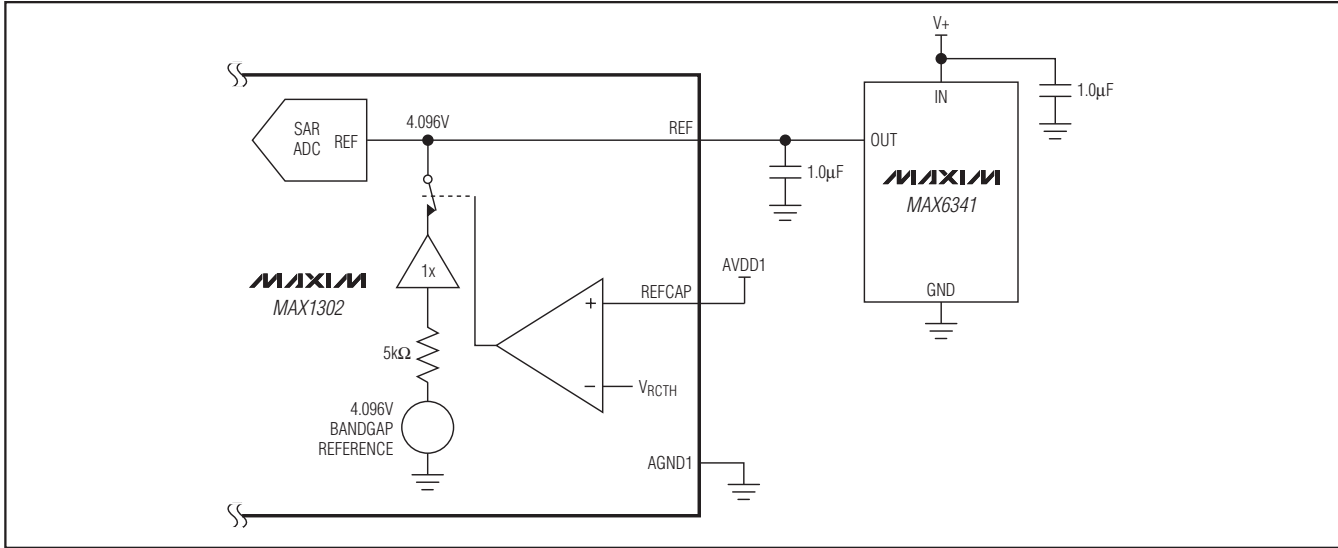 V+
1.0µF
IN
SAR
ADC
REF
4.096V
REF
OUT
1.0µF
MAXIM
MAX6341
AVDD1
MAXIM
MAX1302
1x
REFCAP
+
GND
5kΩ
–
VRCTH
4.096V
BANDGAP
REFERENCE
AGND1